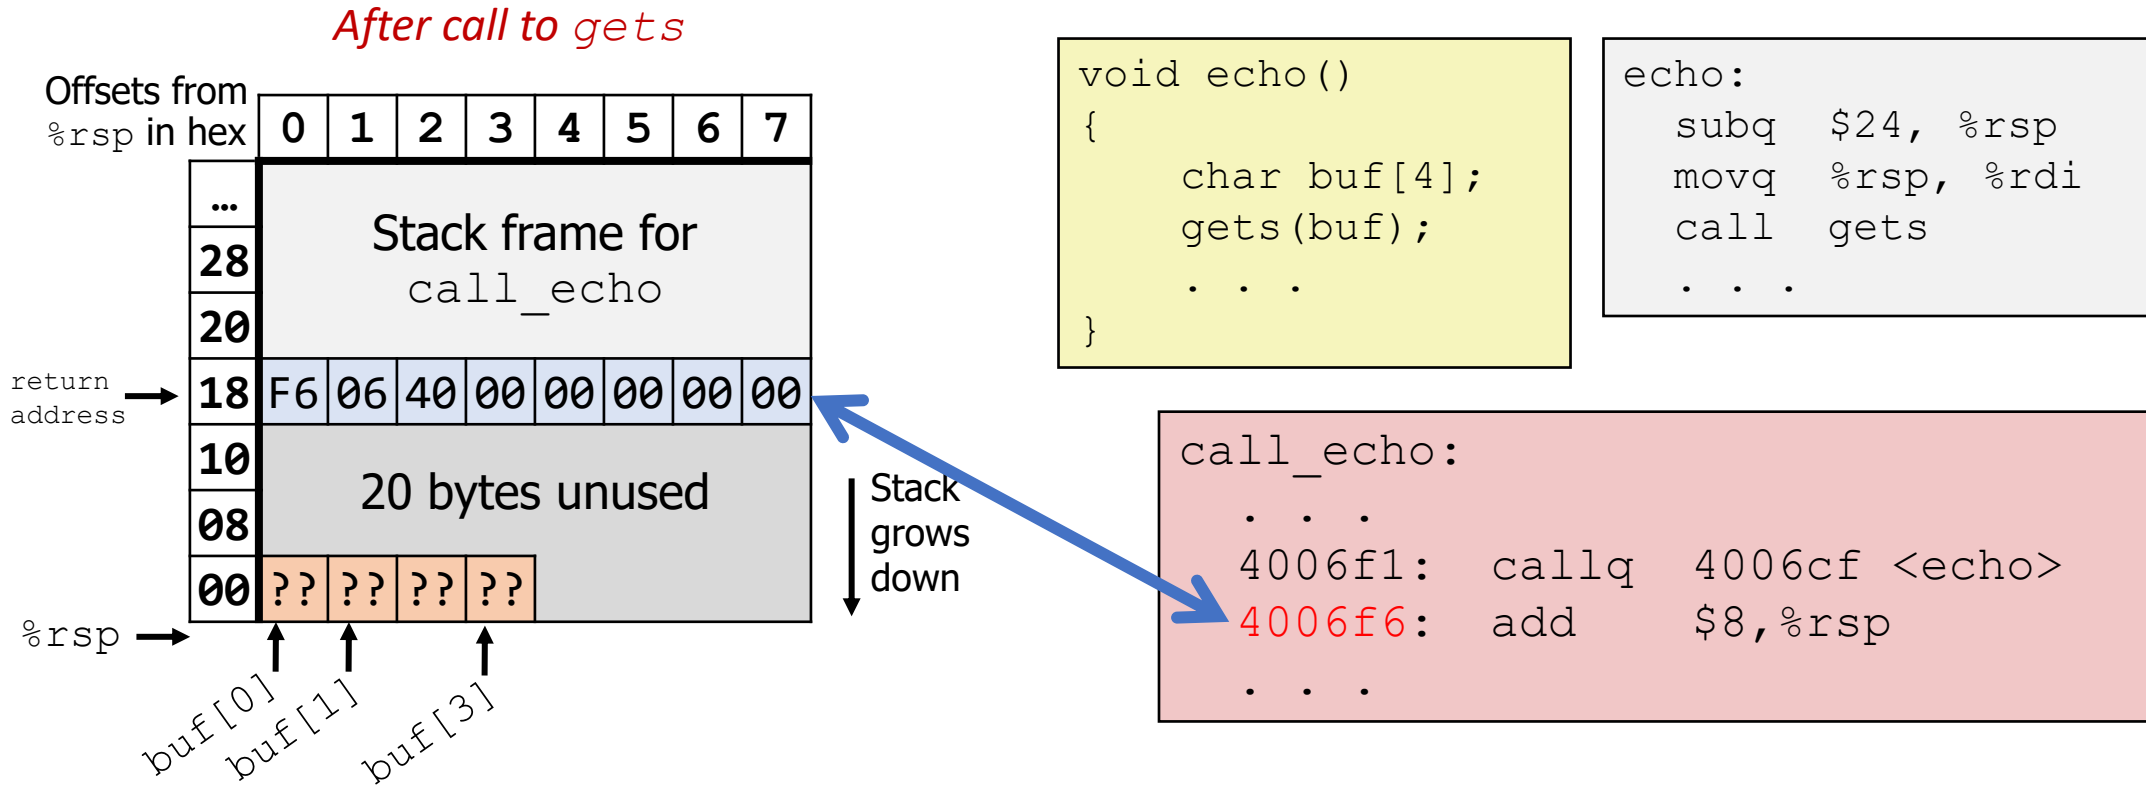 After call to gets
Offsets from
%rsp in hex
0 1 2 3 4 5 6 7
…
28
20
Stack frame for
call_echo
return
address
18 F6 06 40 00 00 00 00 00
10
08
20 bytes unused
00 ?? ?? ?? ??
%rsp
buf[0]
buf[1]
buf[3]
Stack
grows
down
void echo()
{
    char buf[4];
    gets(buf);
    . . .
}
echo:
  subq $24, %rsp
  movq %rsp, %rdi
  call gets
  . . .
call_echo:
  . . .
  4006f1: callq 4006cf <echo>
  4006f6: add $8,%rsp
  . . .